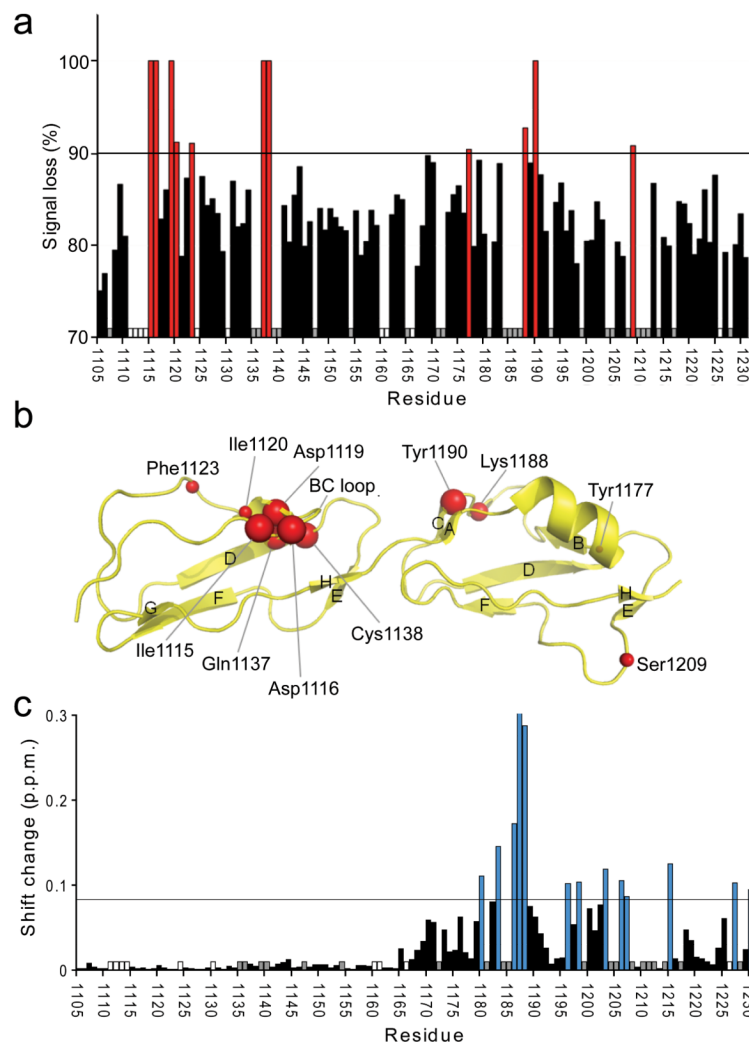 a
Signal loss (%)
100
90
80
70
1105 1110 1115 1120 1125 1130 1135 1140 1145 1150 1155 1160 1165 1170 1175 1180 1185 1190 1195 1200 1205 1210 1215 1220 1225 1230
Residue
b
Ile1120
Asp1119
Phe1123
BC loop
Tyr1190
Lys1188
Tyr1177
C A
B
D
D
H
E
G
F
F
H
E
Ile1115
Gln1137
Asp1116
Cys1138
Ser1209
c
Shift change (p.p.m.)
0.3
0.2
0.1
0
1105 1110 1115 1120 1125 1130 1135 1140 1145 1150 1155 1160 1165 1170 1175 1180 1185 1190 1195 1200 1205 1210 1215 1220 1225 1230
Residue